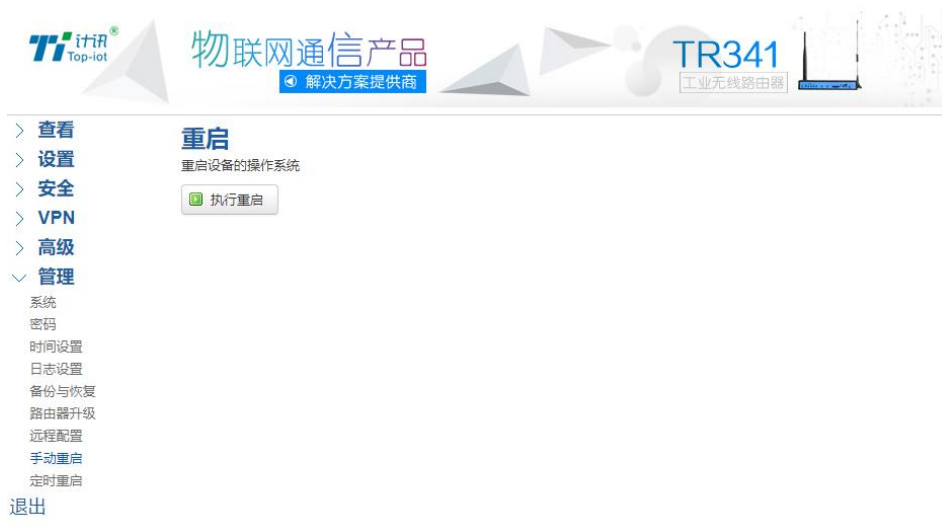 计讯®
Top-iot
物联网通信产品
解决方案提供商
TR341
工业无线路由器
查看
设置
安全
VPN
高级
管理
系统
密码
时间设置
日志设置
备份与恢复
路由器升级
远程配置
手动重启
定时重启
退出
重启
重启设备的操作系统
执行重启